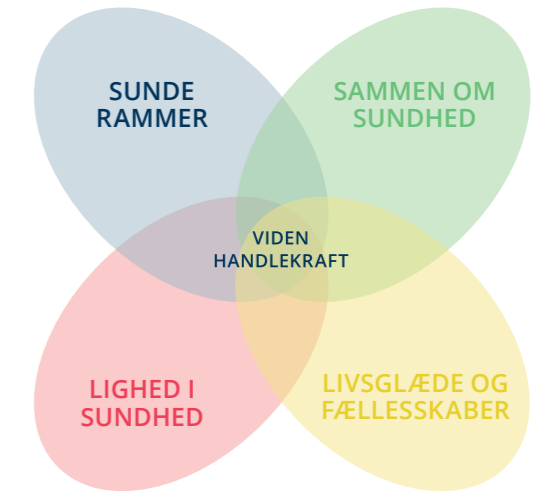 SUNDE
RAMMER
SAMMEN OM
SUNDHED
VIDEN
HANDLEKRAFT
LIGHED I
SUNDHED
LIVSGLÆDE OG
FÆLLESSKABER